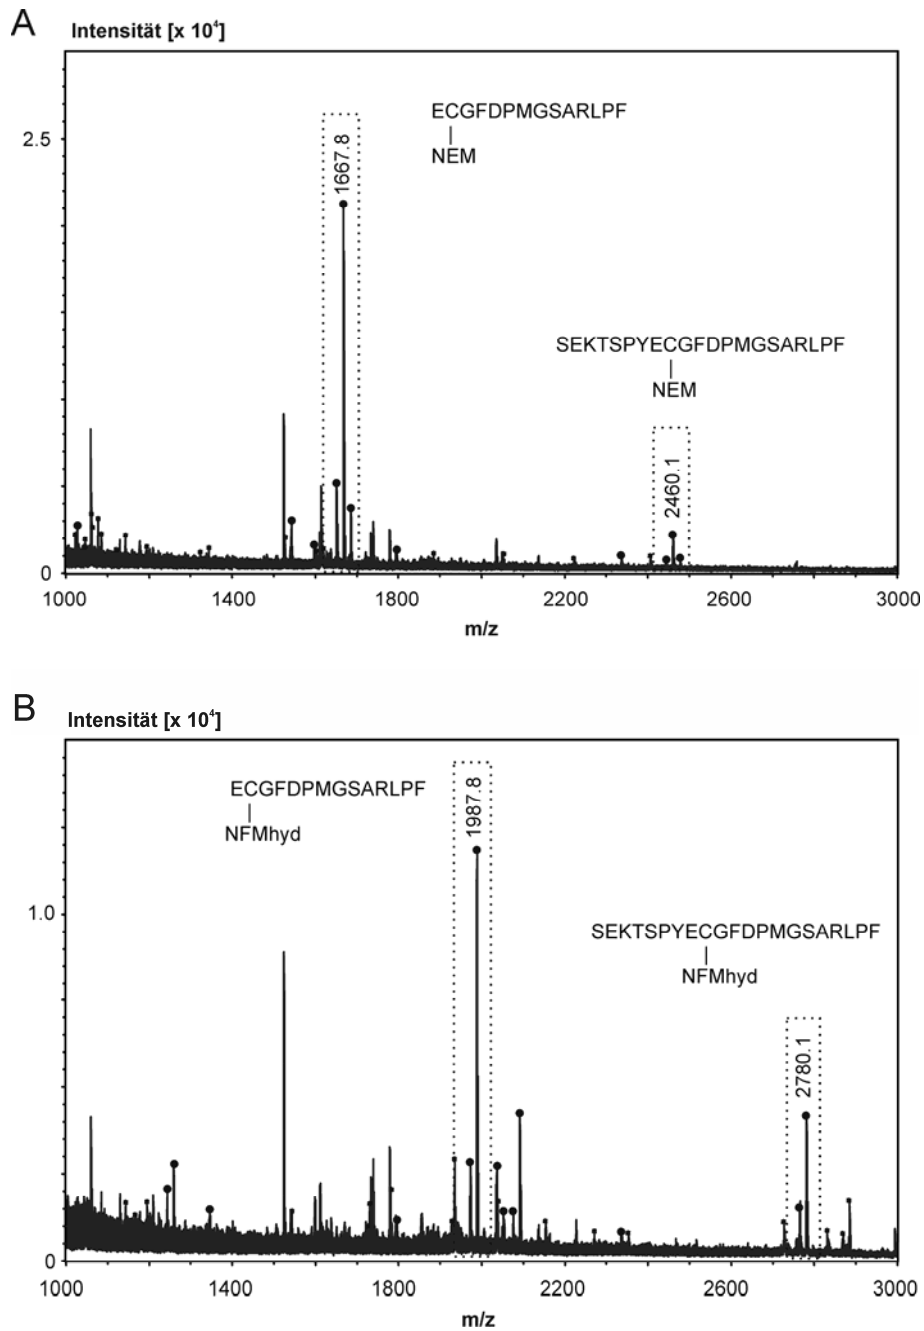 A
Intensität [x 10⁴]
2.5
0
1667.8
ECGFDPMGSARLPF
|
NEM
SEKTSPYECGFDPMGSARLPF
|
NEM
2460.1
1000 1400 1800 2200 2600 3000
m/z
B
Intensität [x 10⁴]
1.0
0
ECGFDPMGSARLPF
|
NFMhyd
1987.8
SEKTSPYECGFDPMGSARLPF
|
NFMhyd
2780.1
1000 1400 1800 2200 2600 3000
m/z